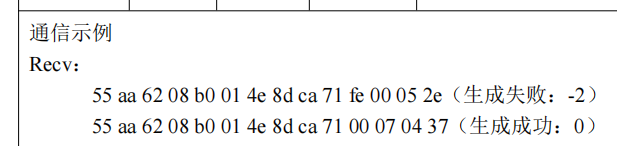 通信示例
Recv：
55 aa 62 08 b0 01 4e 8d ca 71 fe 00 05 2e（生成失败：-2）
55 aa 62 08 b0 01 4e 8d ca 71 00 07 04 37（生成成功：0）